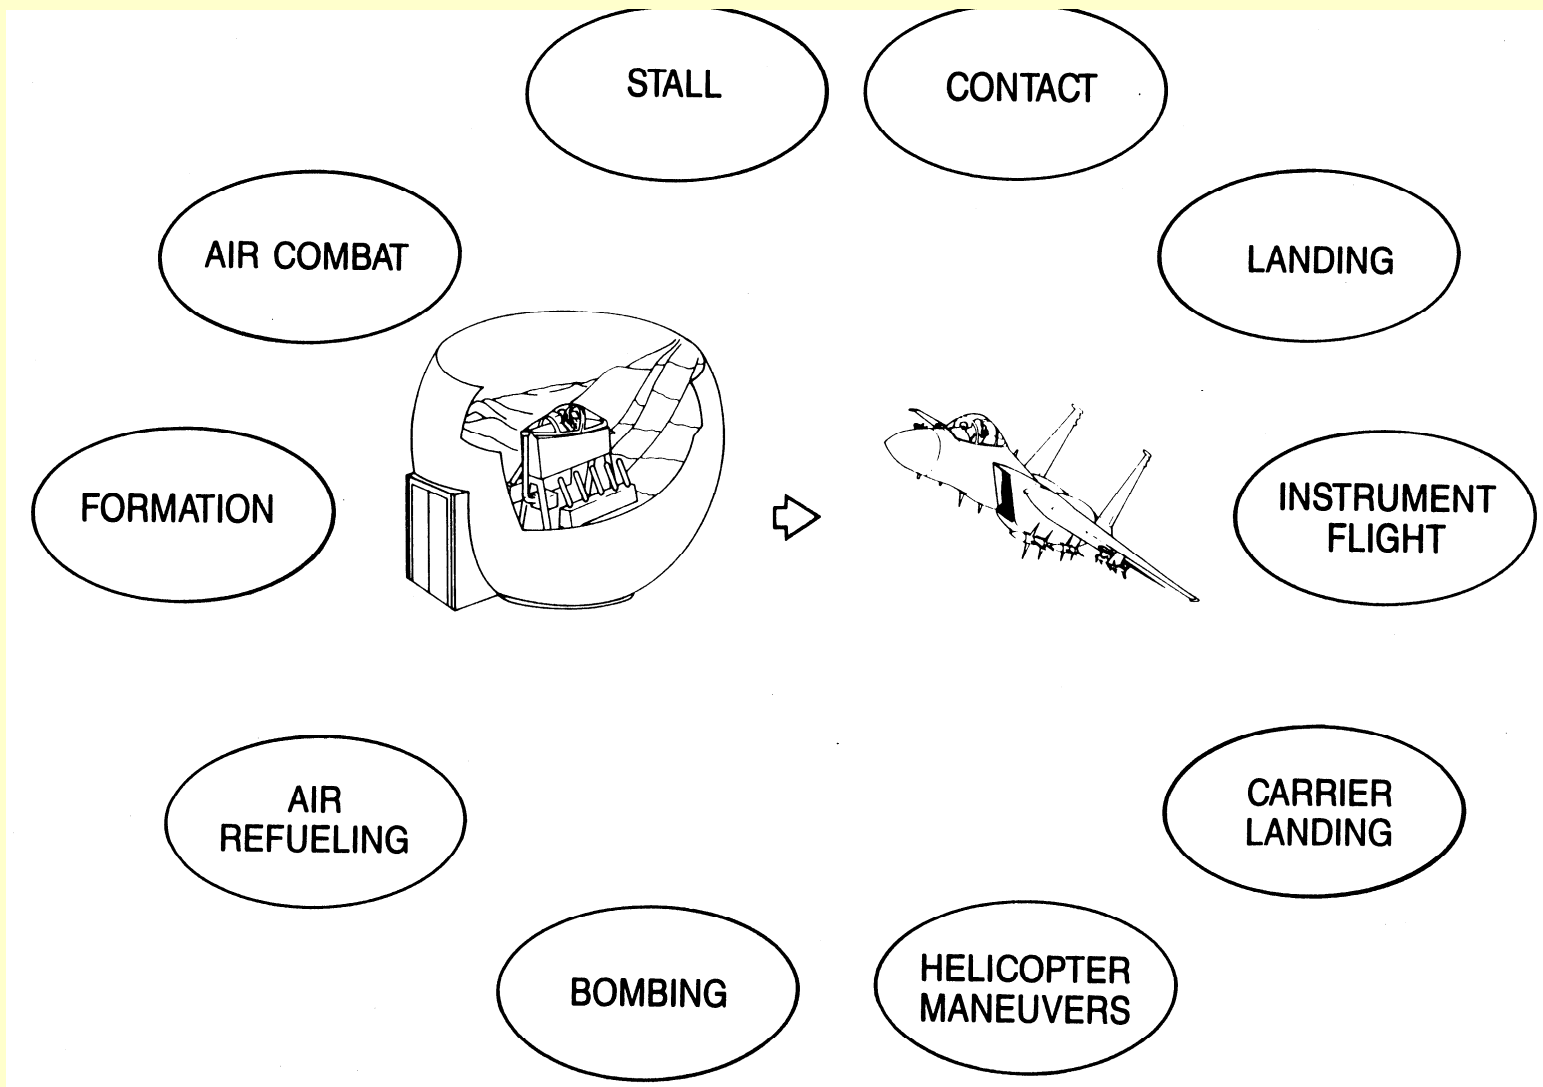 STALL
CONTACT
AIR COMBAT
LANDING
FORMATION
INSTRUMENT
FLIGHT
AIR
REFUELING
CARRIER
LANDING
BOMBING
HELICOPTER
MANEUVERS